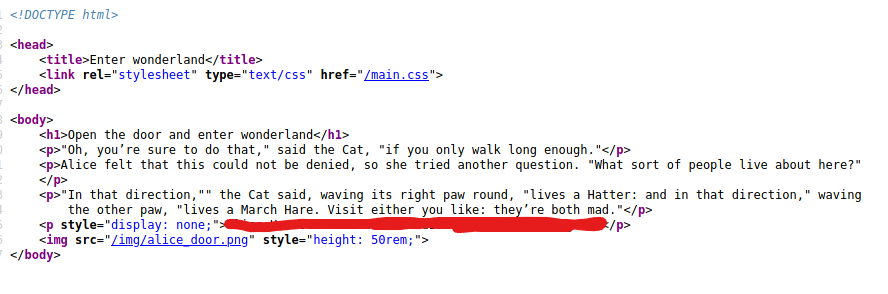 <!DOCTYPE html>
<head>
<title>Enter wonderland</title>
<link rel="stylesheet" type="text/css" href="/main.css">
</head>
<body>
<h1>Open the door and enter wonderland</h1>
<p>"Oh, you’re sure to do that," said the Cat, "if you only walk long enough."</p>
<p>Alice felt that this could not be denied, so she tried another question. "What sort of people live about here?"
</p>
<p>"In that direction,"" the Cat said, waving its right paw round, "lives a Hatter: and in that direction," waving
the other paw, "lives a March Hare. Visit either you like: they’re both mad."</p>
<p style="display: none;"></p>
<img src="/img/alice_door.png" style="height: 50rem;">
</body>